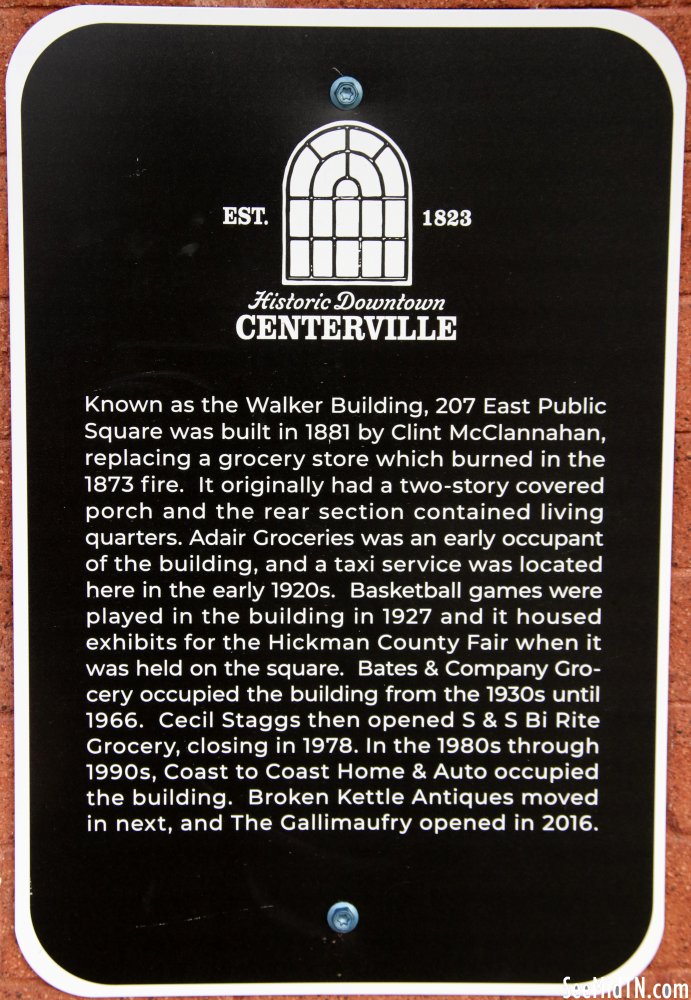 EST. 1823
Historic Downtown
CENTERVILLE
Known as the Walker Building, 207 East Public
Square was built in 1881 by Clint McClannahan,
replacing a grocery store which burned in the
1873 fire.  It originally had a two-story covered
porch and the rear section contained living
quarters. Adair Groceries was an early occupant
of the building, and a taxi service was located
here in the early 1920s.  Basketball games were
played in the building in 1927 and it housed
exhibits for the Hickman County Fair when it
was held on the square.  Bates & Company Gro-
cery occupied the building from the 1930s until
1966.  Cecil Staggs then opened S & S Bi Rite
Grocery, closing in 1978. In the 1980s through
1990s, Coast to Coast Home & Auto occupied
the building.  Broken Kettle Antiques moved
in next, and The Gallimaufry opened in 2016.
SeeMidTN.com